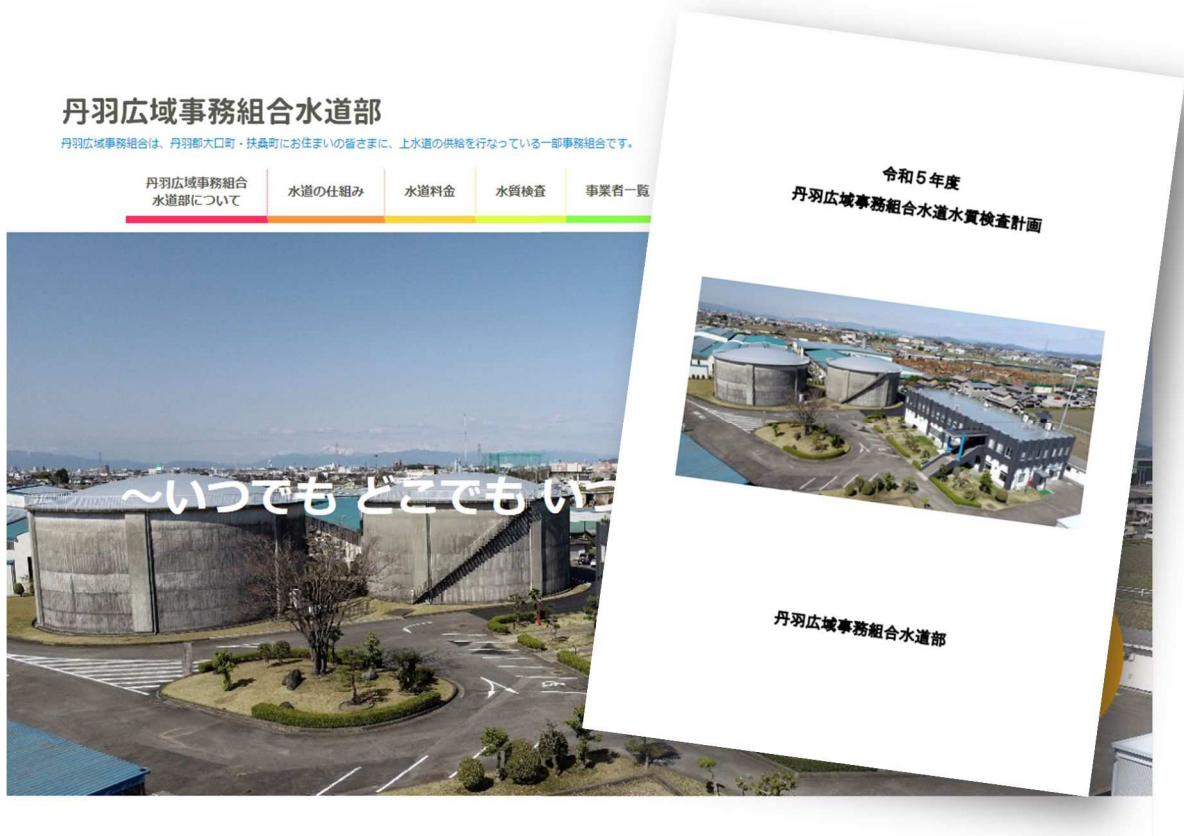 丹羽広域事務組合水道部
丹羽広域事務組合は、丹羽郡大口町・扶桑町にお住まいの皆さまに、上水道の供給を行なっている一部事務組合です。
丹羽広域事務組合
水道部について
水道の仕組み
水道料金
水質検査
事業者一覧
～いつでも どこでも いつ
令和５年度
丹羽広域事務組合水道水質検査計画
丹羽広域事務組合水道部